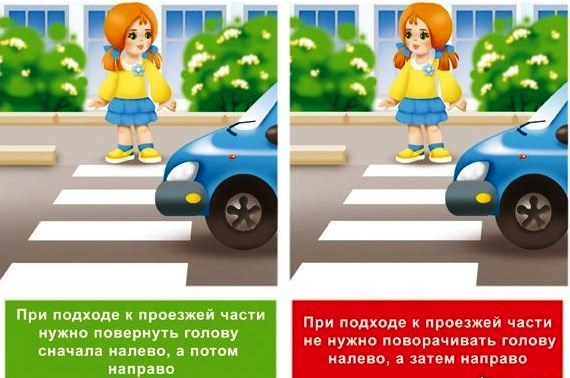 При подходе к проезжей части
нужно повернуть голову
сначала налево, а потом
направо
При подходе к проезжей части
не нужно поворачивать голову
налево, а затем направо